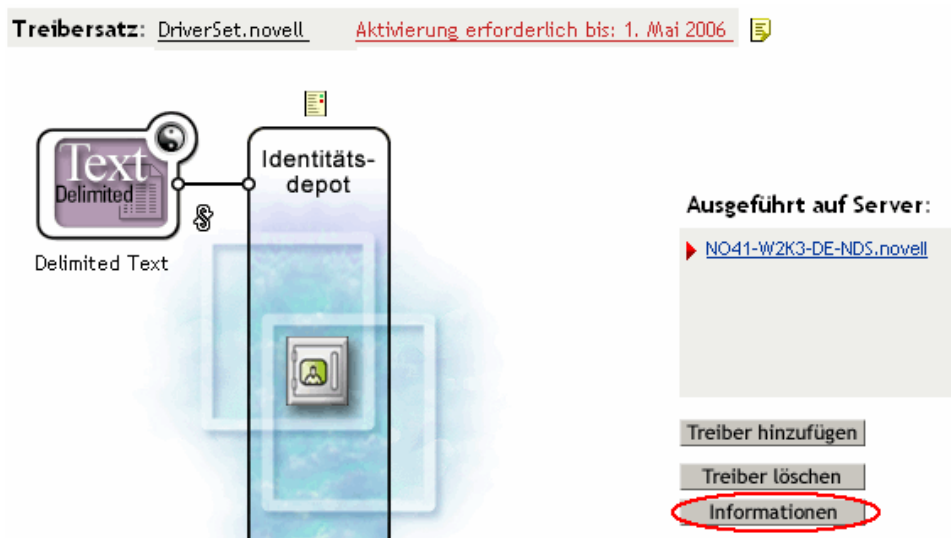 Treibersatz: DriverSet.novell Aktivierung erforderlich bis: 1. Mai 2006
Text
Delimited
Delimited Text
Identitäts-
depot
Ausgeführt auf Server:
NO41-W2K3-DE-NDS.novell
Treiber hinzufügen
Treiber löschen
Informationen